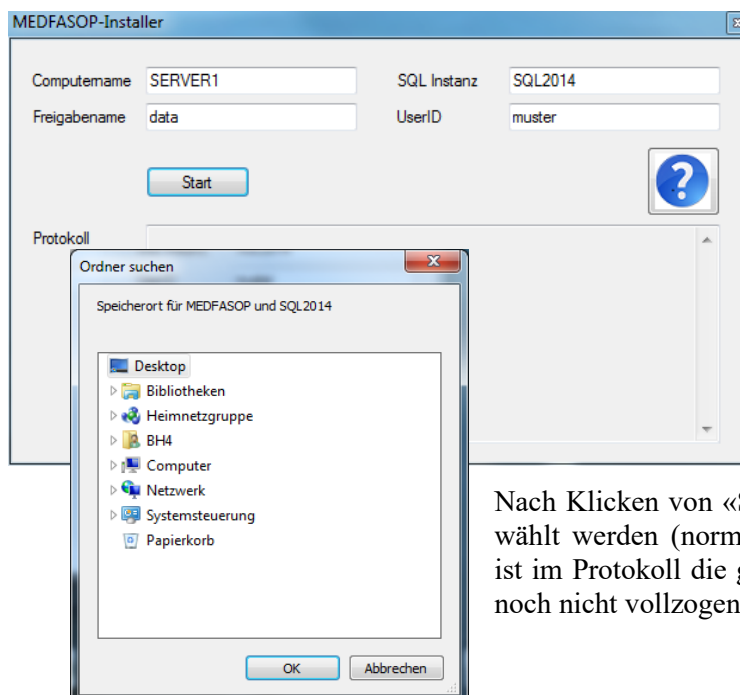 MEDFASOP-Installer
Computername SERVER1 SQL Instanz SQL2014
Freigabename data UserID muster
Start
Protokoll
Ordner suchen
Speicherort für MEDFASOP und SQL2014
Desktop
Bibliotheken
Heimnetzgruppe
BH4
Computer
Netzwerk
Systemsteuerung
Papierkorb
OK Abbrechen
Nach Klicken von «S
wählt werden (norm
ist im Protokoll die g
noch nicht vollzogen